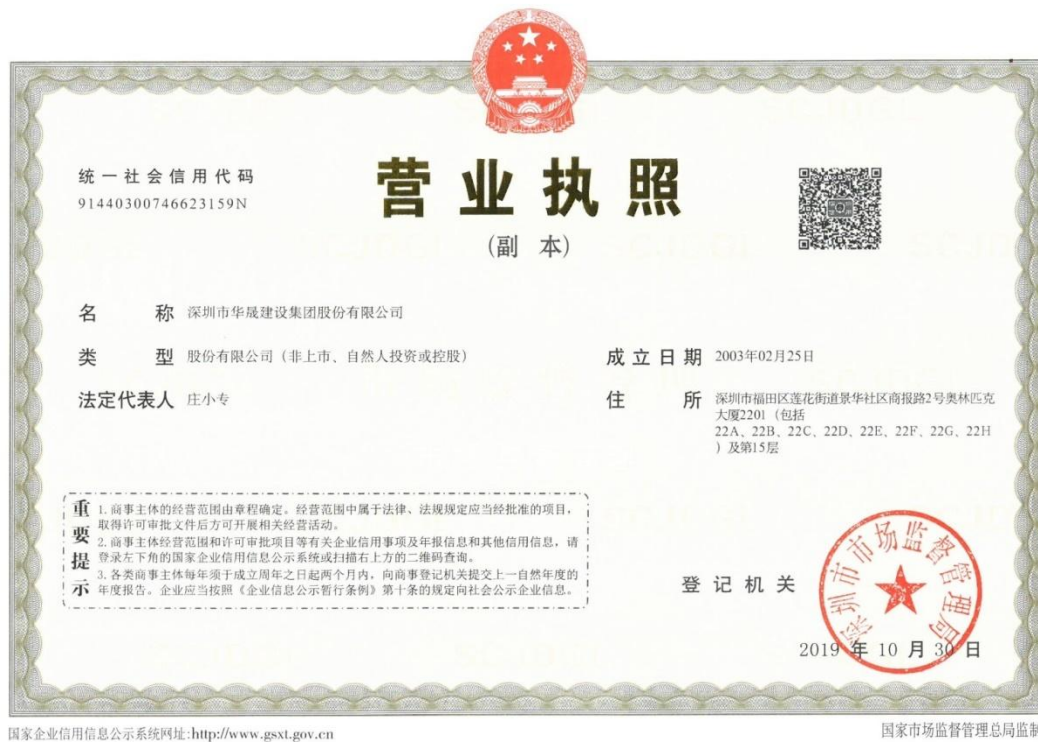 统一社会信用代码
91440300746623159N
营业执照
(副 本)
名 称 深圳市华晟建设集团股份有限公司
类 型 股份有限公司（非上市、自然人投资或控股）
法定代表人 庄小专
成立日期 2003年02月25日
住 所 深圳市福田区莲花街道景华社区商报路2号奥林匹克
大厦2201（包括
22A、22B、22C、22D、22E、22F、22G、22H
）及第15层
重要提示
1. 商事主体的经营范围由章程确定。经营范围中属于法律、法规规定应当经批准的项目，
取得许可审批文件后方可开展相关经营活动。
2. 商事主体经营范围和许可审批项目等有关企业信用事项及年报信息和其他信用信息，请
登录左下角的国家企业信用信息公示系统或扫描右上方的二维码查询。
3. 各类商事主体每年须于成立周年之日起两个月内，向商事登记机关提交上一自然年度的
年度报告。企业应当按照《企业信息公示暂行条例》第十条的规定向社会公示企业信息。
登记机关
深圳市市场监督管理局
2019 年 10 月 30 日
国家企业信用信息公示系统网址:http://www.gsxt.gov.cn
国家市场监督管理总局监制